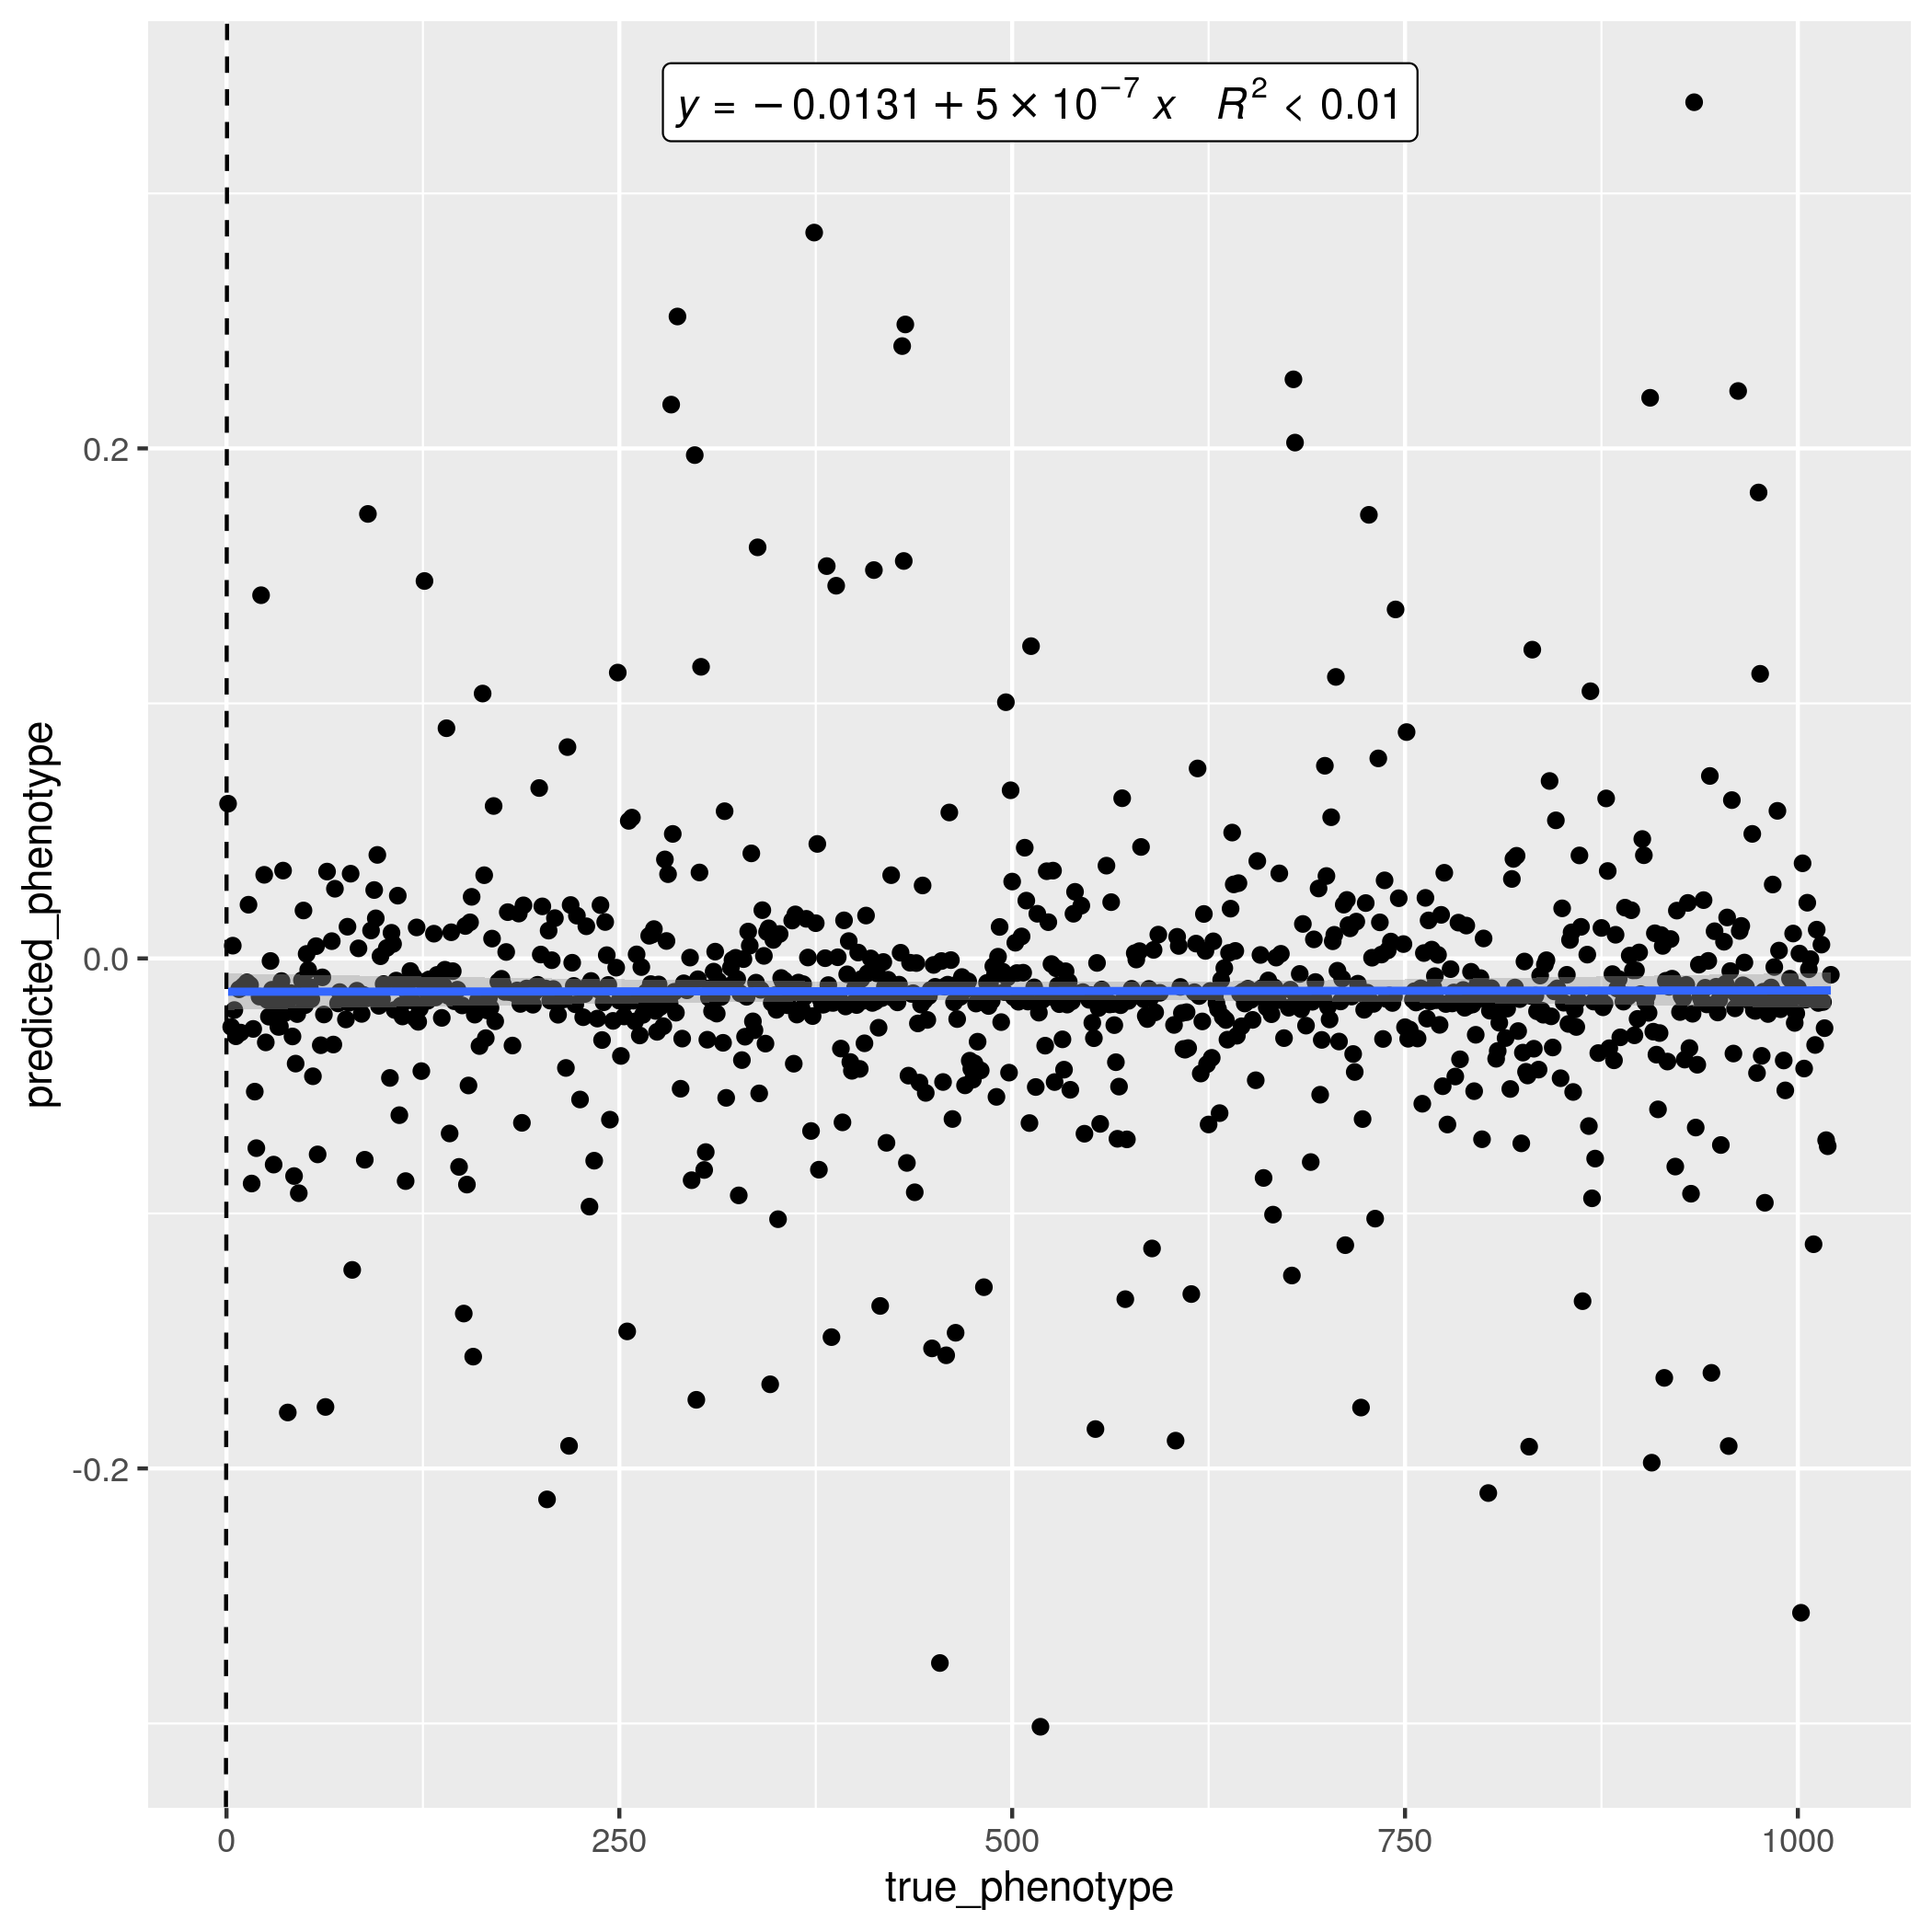 y = −0.0131 + 5 × 10⁻⁷ x   R² < 0.01
predicted_phenotype
0.2
0.0
-0.2
0
250
500
750
1000
true_phenotype